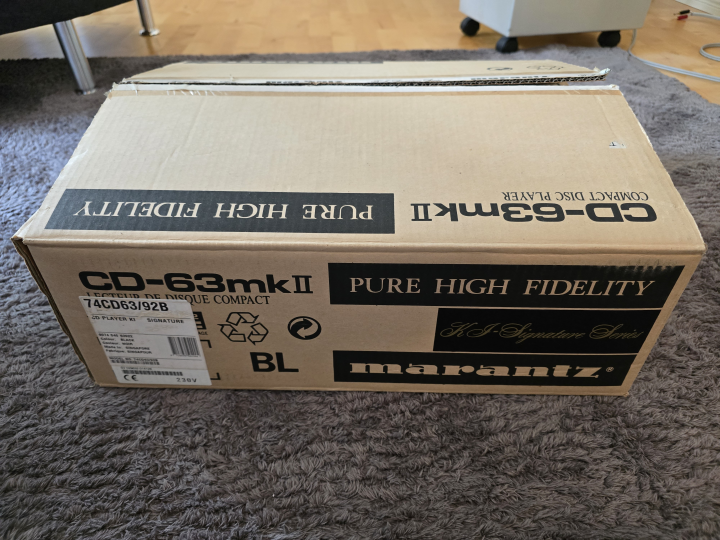 CD-63mkII
COMPACT DISC PLAYER
PURE HIGH FIDELITY
CD-63mkII
LECTEUR DE DISQUE COMPACT
PURE HIGH FIDELITY
KI-Signature Series
marantz®
BL
74CD63/92B
CD PLAYER KI SIGNATURE
CE
230V